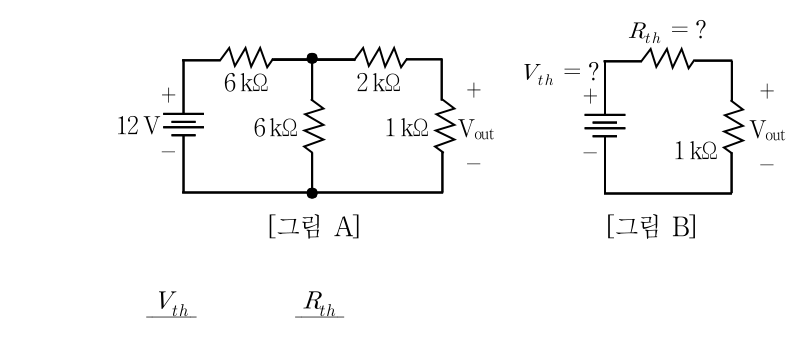 R_th = ?
V_th = ?
6 kΩ 2 kΩ
+ + + +
12 V 6 kΩ 1 kΩ V_out 1 kΩ V_out
− − − −
[그림 A] [그림 B]
V_th R_th